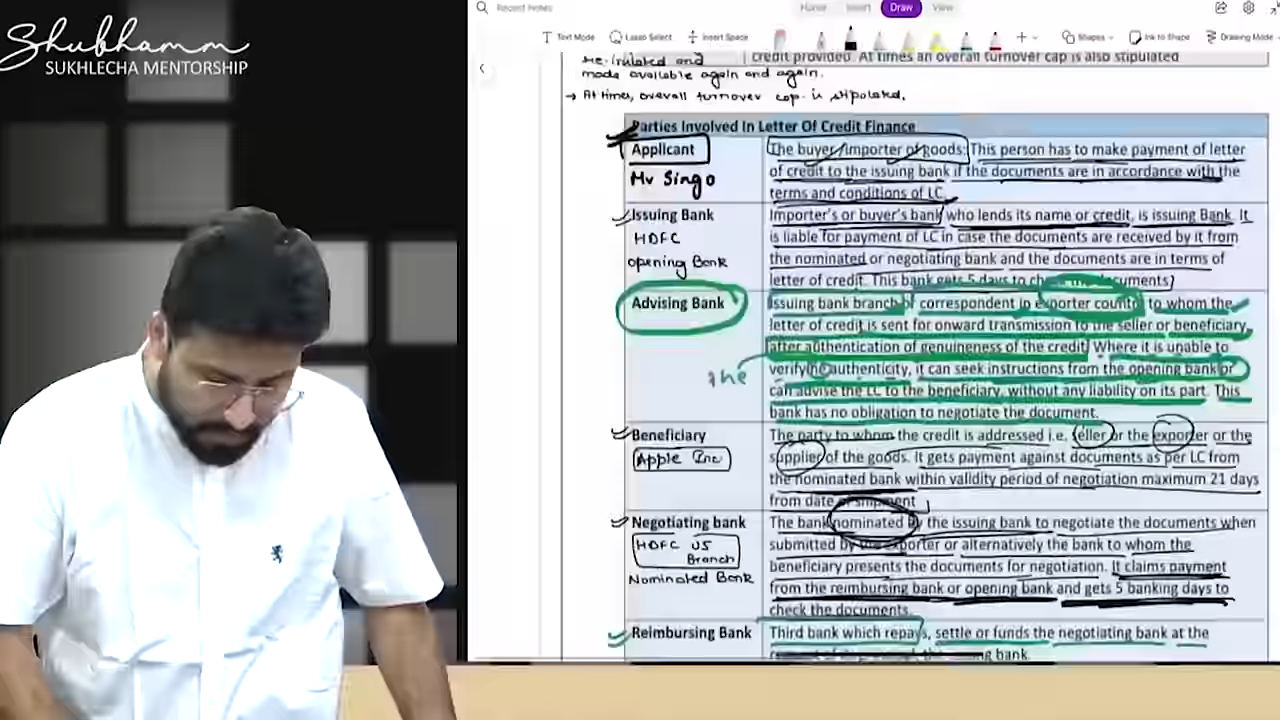 Shubhamm
SUKHLECHA MENTORSHIP
Recent Notes
Home Insert Draw View
Text Mode Lasso Select Insert Space Shapes Ink to Shape Drawing Mode
and
credit provided. At times an overall turnover cap is also stipulated
made available again and again.
→ At times, overall turnover cap is stipulated.
Parties Involved In Letter Of Credit Finance
Applicant
Mr Singo
The buyer/importer of goods. This person has to make payment of letter
of credit to the issuing bank if the documents are in accordance with the
terms and conditions of LC.
Issuing Bank
HDFC
opening Bank
Importer's or buyer's bank who lends its name or credit, is issuing Bank. It
is liable for payment of LC in case the documents are received by it from
the nominated or negotiating bank and the documents are in terms of
letter of credit. This bank gets 5 days to documents)
Advising Bank
the
Issuing bank branch correspondent in to whom the
letter of credit is sent for onward transmission to the seller or beneficiary,
after authentication of genuineness of the credit. Where it is unable to
verify authenticity, it can seek instructions from the opening bank or
can advise the LC to the beneficiary, without any liability on its part. This
bank has no obligation to negotiate the document.
Beneficiary
Apple Inc
The party to whom the credit is addressed i.e. seller or the exporter or the
supplier of the goods. It gets payment against documents as per LC from
the nominated bank within validity period of negotiation maximum 21 days
from date shipment
Negotiating bank
HDFC US
Branch
Nominated Bank
The bank nominated by the issuing bank to negotiate the documents when
submitted by the exporter or alternatively the bank to whom the
beneficiary presents the documents for negotiation. It claims payment
from the reimbursing bank or opening bank and gets 5 banking days to
check the documents
Reimbursing Bank
Third bank which repays, settle or funds the negotiating bank at the
bank.